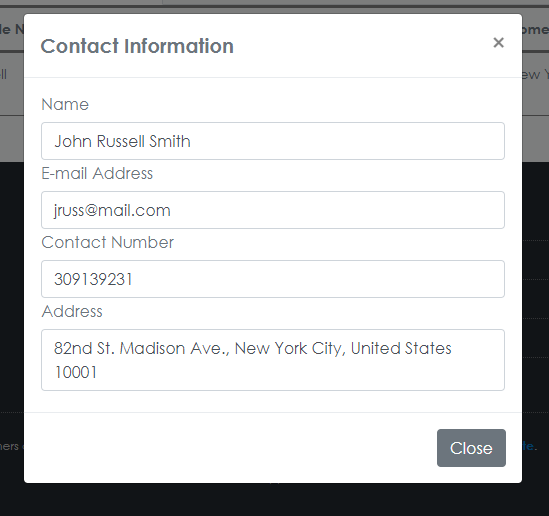 Contact Information
×
Name
John Russell Smith
E-mail Address
jruss@mail.com
Contact Number
309139231
Address
82nd St. Madison Ave., New York City, United States
10001
Close